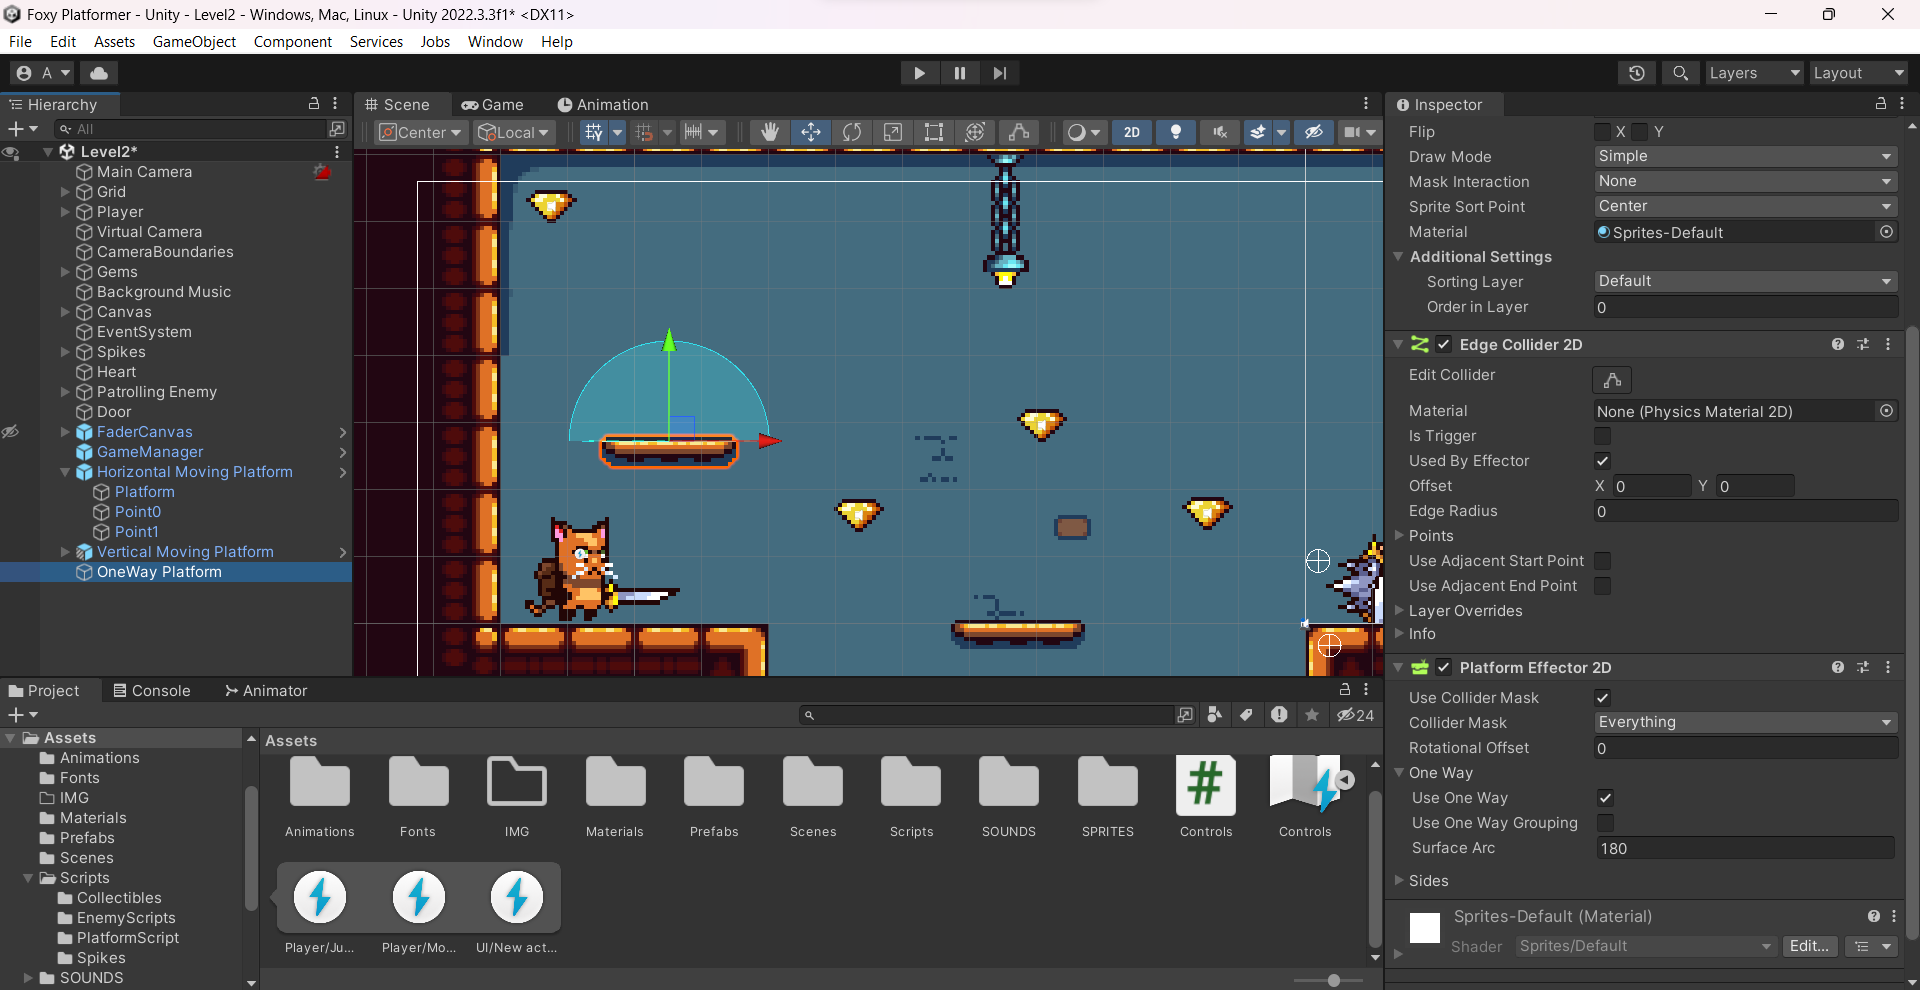 Foxy Platformer - Unity - Level2 - Windows, Mac, Linux - Unity 2022.3.3f1* <DX11>
File Edit Assets GameObject Component Services Jobs Window Help
A
Layers
Layout
Hierarchy
All
Level2*
Main Camera
Grid
Player
Virtual Camera
CameraBoundaries
Gems
Background Music
Canvas
EventSystem
Spikes
Heart
Patrolling Enemy
Door
FaderCanvas
GameManager
Horizontal Moving Platform
Platform
Point0
Point1
Vertical Moving Platform
OneWay Platform
Scene Game Animation
Center Local 2D
Inspector
Flip X Y
Draw Mode Simple
Mask Interaction None
Sprite Sort Point Center
Material Sprites-Default
Additional Settings
Sorting Layer Default
Order in Layer 0
Edge Collider 2D
Edit Collider
Material None (Physics Material 2D)
Is Trigger
Used By Effector
Offset X 0 Y 0
Edge Radius 0
Points
Use Adjacent Start Point
Use Adjacent End Point
Layer Overrides
Info
Platform Effector 2D
Use Collider Mask
Collider Mask Everything
Rotational Offset 0
One Way
Use One Way
Use One Way Grouping
Surface Arc 180
Sides
Sprites-Default (Material)
Shader Sprites/Default Edit...
Project Console Animator
24
Assets
Animations
Fonts
IMG
Materials
Prefabs
Scenes
Scripts
Collectibles
EnemyScripts
PlatformScript
Spikes
SOUNDS
Assets
Animations Fonts IMG Materials Prefabs Scenes Scripts SOUNDS SPRITES Controls Controls
Player/Ju... Player/Mo... UI/New act...